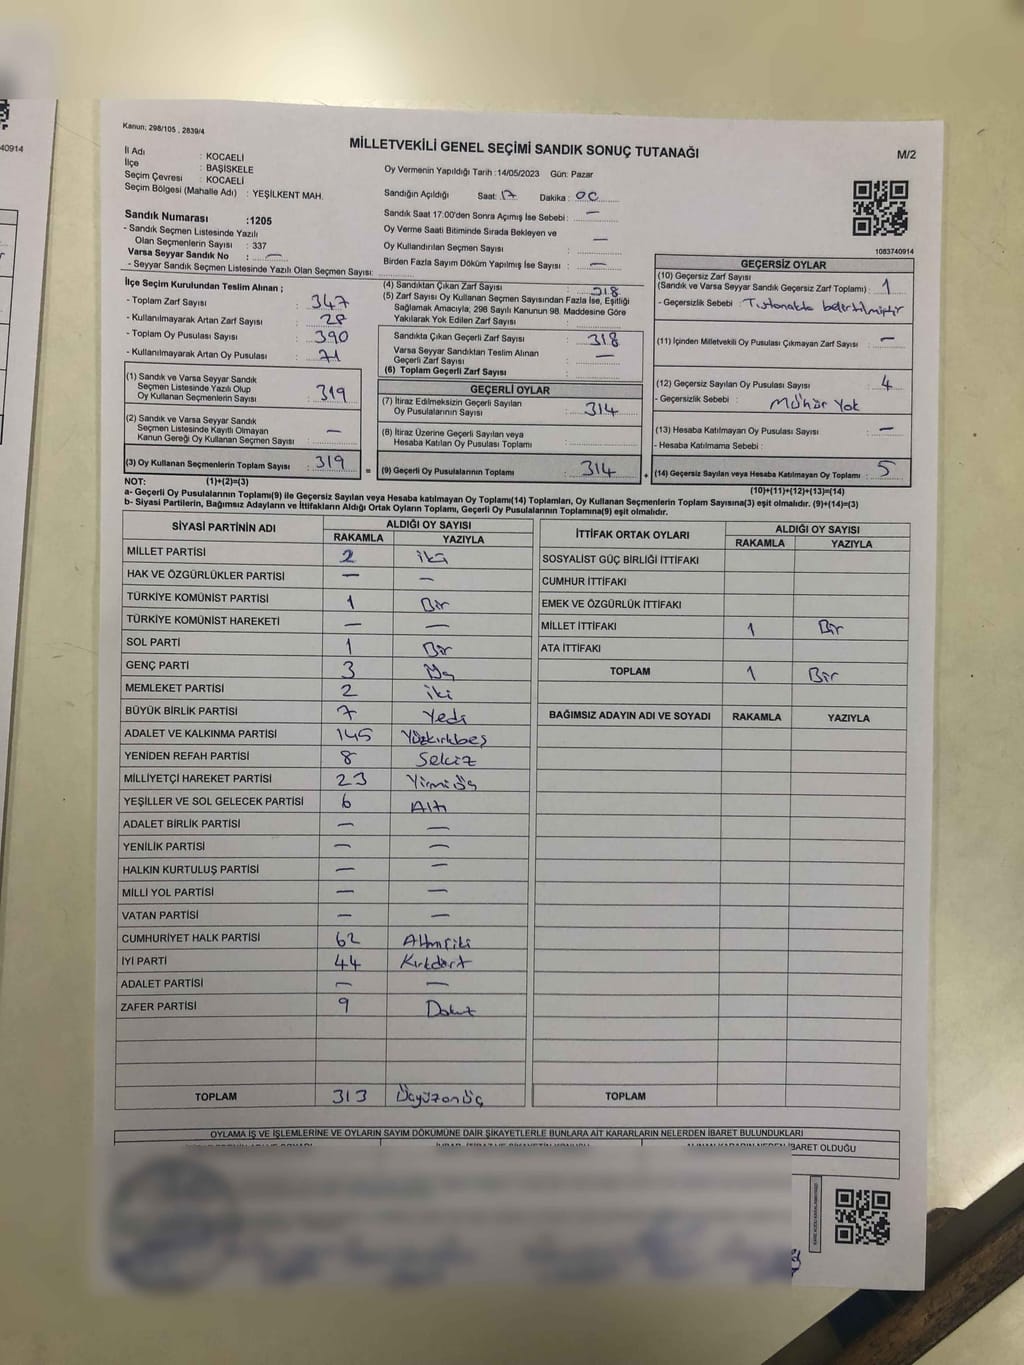 40914
Kanun, 298/105 , 2839/4
MİLLETVEKİLİ GENEL SEÇİMİ SANDIK SONUÇ TUTANAĞI
M/2
İl Adı : KOCAELİ
İlçe : BAŞİSKELE
Seçim Çevresi : KOCAELİ
Seçim Bölgesi (Mahalle Adı) : YEŞİLKENT MAH.
Sandık Numarası :1205
- Sandık Seçmen Listesinde Yazılı
Olan Seçmenlerin Sayısı : 337
Varsa Seyyar Sandık No : —
- Seyyar Sandık Seçmen Listesinde Yazılı Olan Seçmen Sayısı:
Oy Vermenin Yapıldığı Tarih :14/05/2023 Gün: Pazar
Sandığın Açıldığı Saat: 17 Dakika : 00
Sandık Saat 17:00'den Sonra Açımış İse Sebebi : —
Oy Verme Saati Bitiminde Sırada Bekleyen ve
Oy Kullandırılan Seçmen Sayısı : —
Birden Fazla Sayım Döküm Yapılmış İse Sayısı : —
1083740914
İlçe Seçim Kurulundan Teslim Alınan ;
- Toplam Zarf Sayısı : 347
- Kullanılmayarak Artan Zarf Sayısı : 28
- Toplam Oy Pusulası Sayısı : 390
- Kullanılmayarak Artan Oy Pusulası : 71
(1) Sandık ve Varsa Seyyar Sandık
Seçmen Listesinde Yazılı Olup
Oy Kullanan Seçmenlerin Sayısı : 319
(2) Sandık ve Varsa Seyyar Sandık
Seçmen Listesinde Kayıtlı Olmayan
Kanun Gereği Oy Kullanan Seçmen Sayısı : —
(3) Oy Kullanan Seçmenlerin Toplam Sayısı : 319
(4) Sandıktan Çıkan Zarf Sayısı : 318
(5) Zarf Sayısı Oy Kullanan Seçmen Sayısından Fazla İse, Eşitliği
Sağlamak Amacıyla; 298 Sayılı Kanunun 98. Maddesine Göre
Yakılarak Yok Edilen Zarf Sayısı :
Sandıkta Çıkan Geçerli Zarf Sayısı : 318
Varsa Seyyar Sandıktan Teslim Alınan
Geçerli Zarf Sayısı : —
(6) Toplam Geçerli Zarf Sayısı :
GEÇERLİ OYLAR
(7) İtiraz Edilmeksizin Geçerli Sayılan
Oy Pusulalarının Sayısı : 314
(8) İtiraz Üzerine Geçerli Sayılan veya
Hesaba Katılan Oy Pusulası Toplamı :
= (9) Geçerli Oy Pusulalarının Toplamı : 314 +
GEÇERSİZ OYLAR
(10) Geçersiz Zarf Sayısı
(Sandık ve Varsa Seyyar Sandık Geçersiz Zarf Toplamı) : 1
- Geçersizlik Sebebi : Tutanakta belirtilmiştir
(11) İçinden Milletvekili Oy Pusulası Çıkmayan Zarf Sayısı : —
(12) Geçersiz Sayılan Oy Pusulası Sayısı : 4
- Geçersizlik Sebebi : Mühür Yok
(13) Hesaba Katılmayan Oy Pusulası Sayısı : —
- Hesaba Katılmama Sebebi :
(14) Geçersiz Sayılan veya Hesaba Katılmayan Oy Toplamı : 5
NOT: (1)+(2)=(3) (10)+(11)+(12)+(13)=(14)
a- Geçerli Oy Pusulalarının Toplamı(9) ile Geçersiz Sayılan veya Hesaba katılmayan Oy Toplamı(14) Toplamları, Oy Kullanan Seçmenlerin Toplam Sayısına(3) eşit olmalıdır. (9)+(14)=(3)
b- Siyasi Partilerin, Bağımsız Adayların ve İttifakların Aldığı Ortak Oyların Toplamı, Geçerli Oy Pusulalarının Toplamına(9) eşit olmalıdır.
SİYASİ PARTİNİN ADI ALDIĞI OY SAYISI
RAKAMLA YAZIYLA
MİLLET PARTİSİ 2 iki
HAK VE ÖZGÜRLÜKLER PARTİSİ — —
TÜRKİYE KOMÜNİST PARTİSİ 1 Bir
TÜRKİYE KOMÜNİST HAREKETİ — —
SOL PARTİ 1 Bir
GENÇ PARTİ 3 Üç
MEMLEKET PARTİSİ 2 iki
BÜYÜK BİRLİK PARTİSİ 7 Yedi
ADALET VE KALKINMA PARTİSİ 145 Yüzkırkbeş
YENİDEN REFAH PARTİSİ 8 Sekiz
MİLLİYETÇİ HAREKET PARTİSİ 23 Yirmiüç
YEŞİLLER VE SOL GELECEK PARTİSİ 6 Altı
ADALET BİRLİK PARTİSİ — —
YENİLİK PARTİSİ — —
HALKIN KURTULUŞ PARTİSİ — —
MİLLİ YOL PARTİSİ — —
VATAN PARTİSİ — —
CUMHURİYET HALK PARTİSİ 62 Altmışiki
İYİ PARTİ 44 Kırkdört
ADALET PARTİSİ — —
ZAFER PARTİSİ 9 Dokuz
TOPLAM 313 Üçyüzonüç
İTTİFAK ORTAK OYLARI ALDIĞI OY SAYISI
RAKAMLA YAZIYLA
SOSYALİST GÜÇ BİRLİĞİ İTTİFAKI
CUMHUR İTTİFAKI
EMEK VE ÖZGÜRLÜK İTTİFAKI
MİLLET İTTİFAKI 1 Bir
ATA İTTİFAKI
TOPLAM 1 Bir
BAĞIMSIZ ADAYIN ADI VE SOYADI RAKAMLA YAZIYLA
TOPLAM
OYLAMA İŞ VE İŞLEMLERİNE VE OYLARIN SAYIM DÖKÜMÜNE DAİR ŞİKAYETLERLE BUNLARA AİT KARARLARIN NELERDEN İBARET BULUNDUKLARI
İBARET OLDUĞU